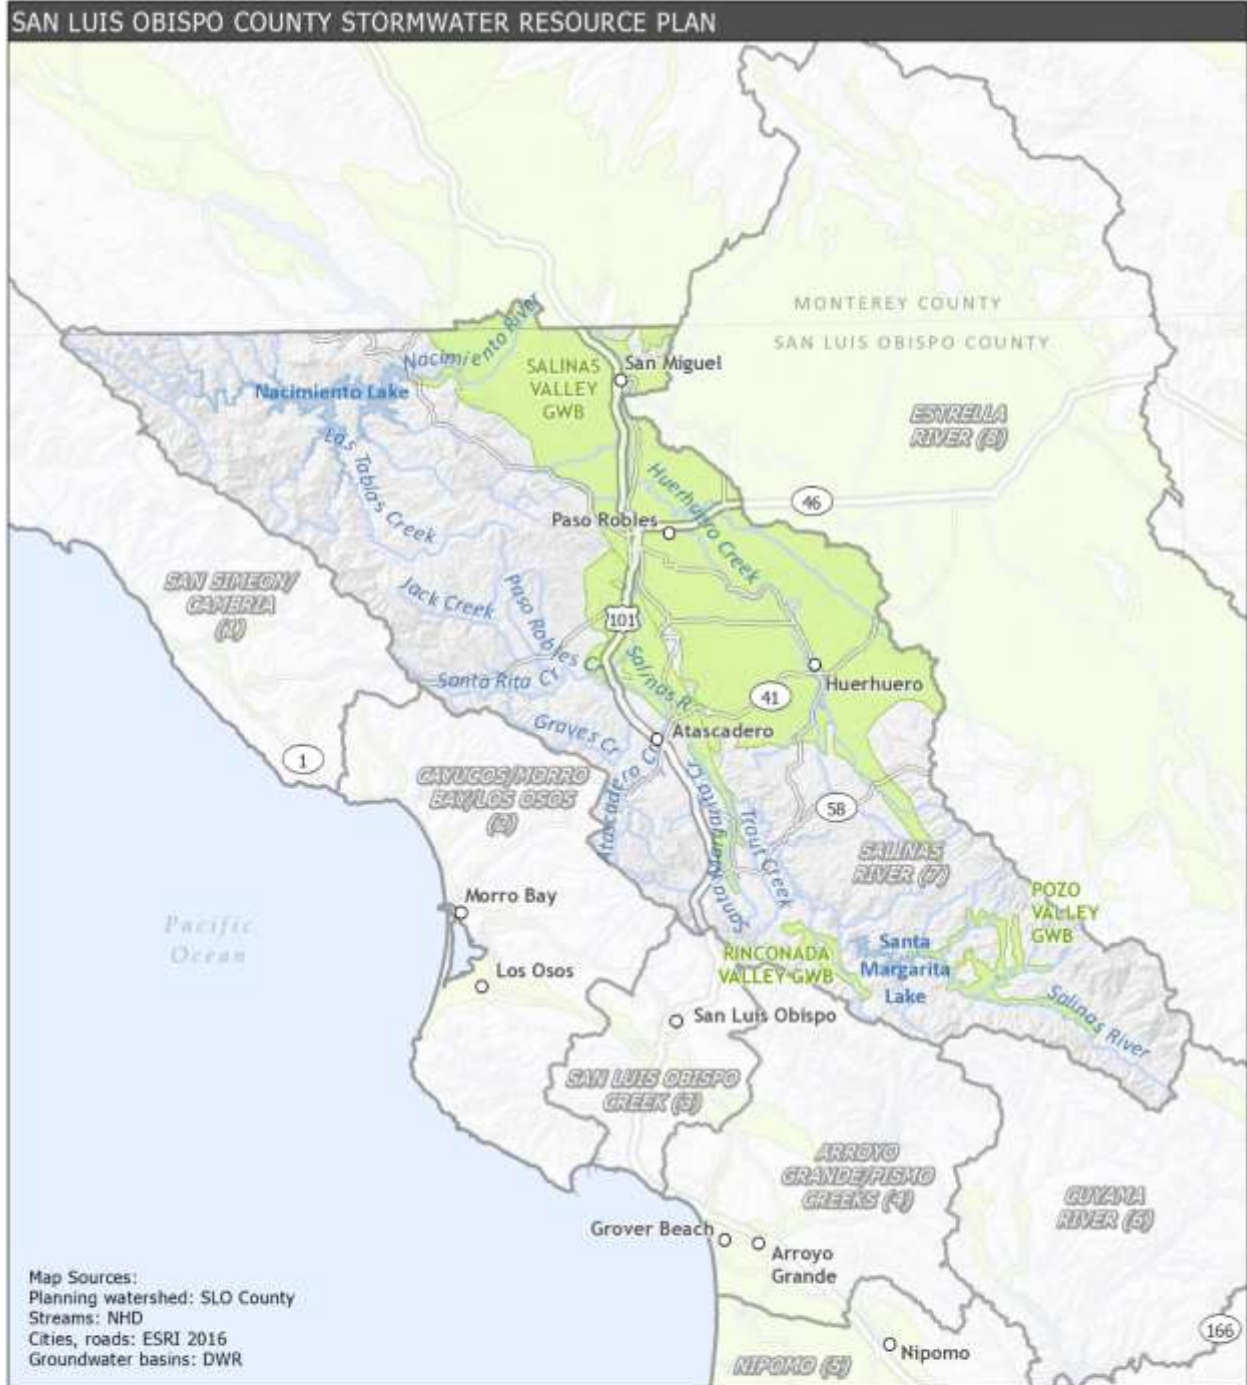 SAN LUIS OBISPO COUNTY STORMWATER RESOURCE PLAN
MONTEREY COUNTY
SAN LUIS OBISPO COUNTY
Nacimiento River
SALINAS
VALLEY
GWB
San Miguel
Nacimiento Lake
ESTRELLA
RIVER (8)
Las Tablas Creek
Huerhuero Creek
46
Paso Robles
SAN SIMEON/
CAMBRIA
(1)
Jack Creek
Paso Robles Cr
101
Salinas R.
Santa Rita Cr
Huerhuero
41
Graves Cr
Atascadero
1
CAYUCOS/MORRO
BAY/LOS OSOS
(2)
Atascadero Cr
Santa Margarita Cr
58
Trout Creek
SALINAS
RIVER (7)
Morro Bay
POZO
VALLEY
GWB
Pacific
Ocean
RINCONADA
VALLEY GWB
Santa
Margarita
Lake
Los Osos
Salinas River
San Luis Obispo
SAN LUIS OBISPO
CREEK (3)
ARROYO
GRANDE/PISMO
CREEKS (4)
CUYAMA
RIVER (6)
Grover Beach
Arroyo
Grande
Map Sources:
Planning watershed: SLO County
Streams: NHD
Cities, roads: ESRI 2016
Groundwater basins: DWR
166
Nipomo
NIPOMO (5)